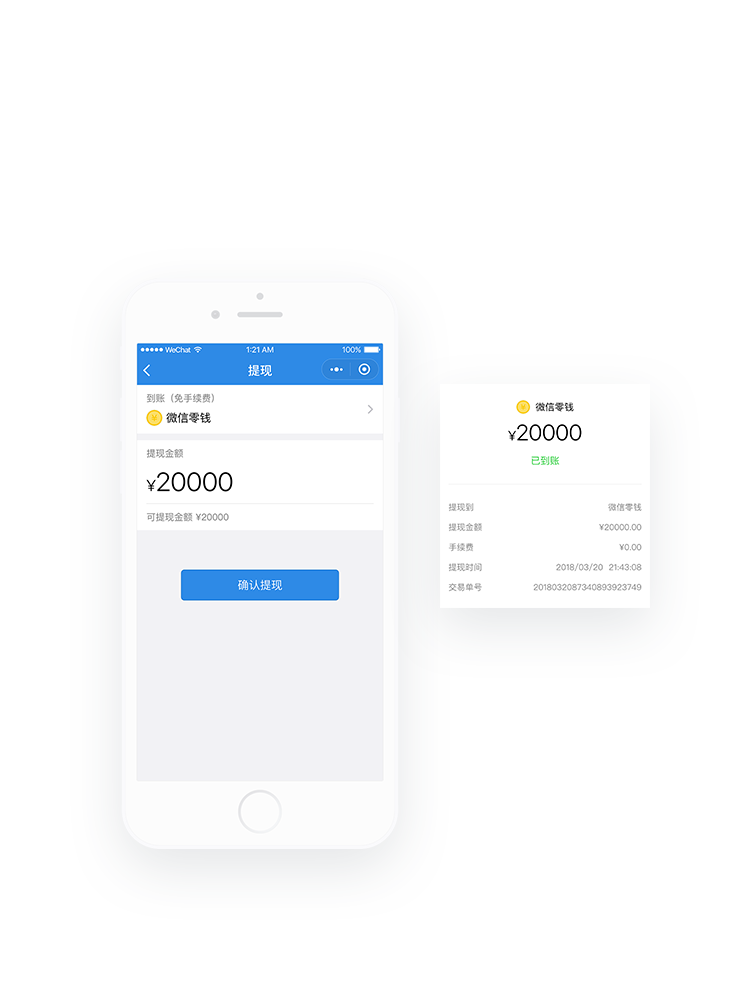 WeChat 1:21 AM 100%
提现
到账（免手续费）
微信零钱
提现金额
¥20000
可提现金额 ¥20000
确认提现
微信零钱
¥20000
已到账
提现到 微信零钱
提现金额 ¥20000.00
手续费 ¥0.00
提现时间 2018/03/20 21:43:08
交易单号 2018032087340893923749